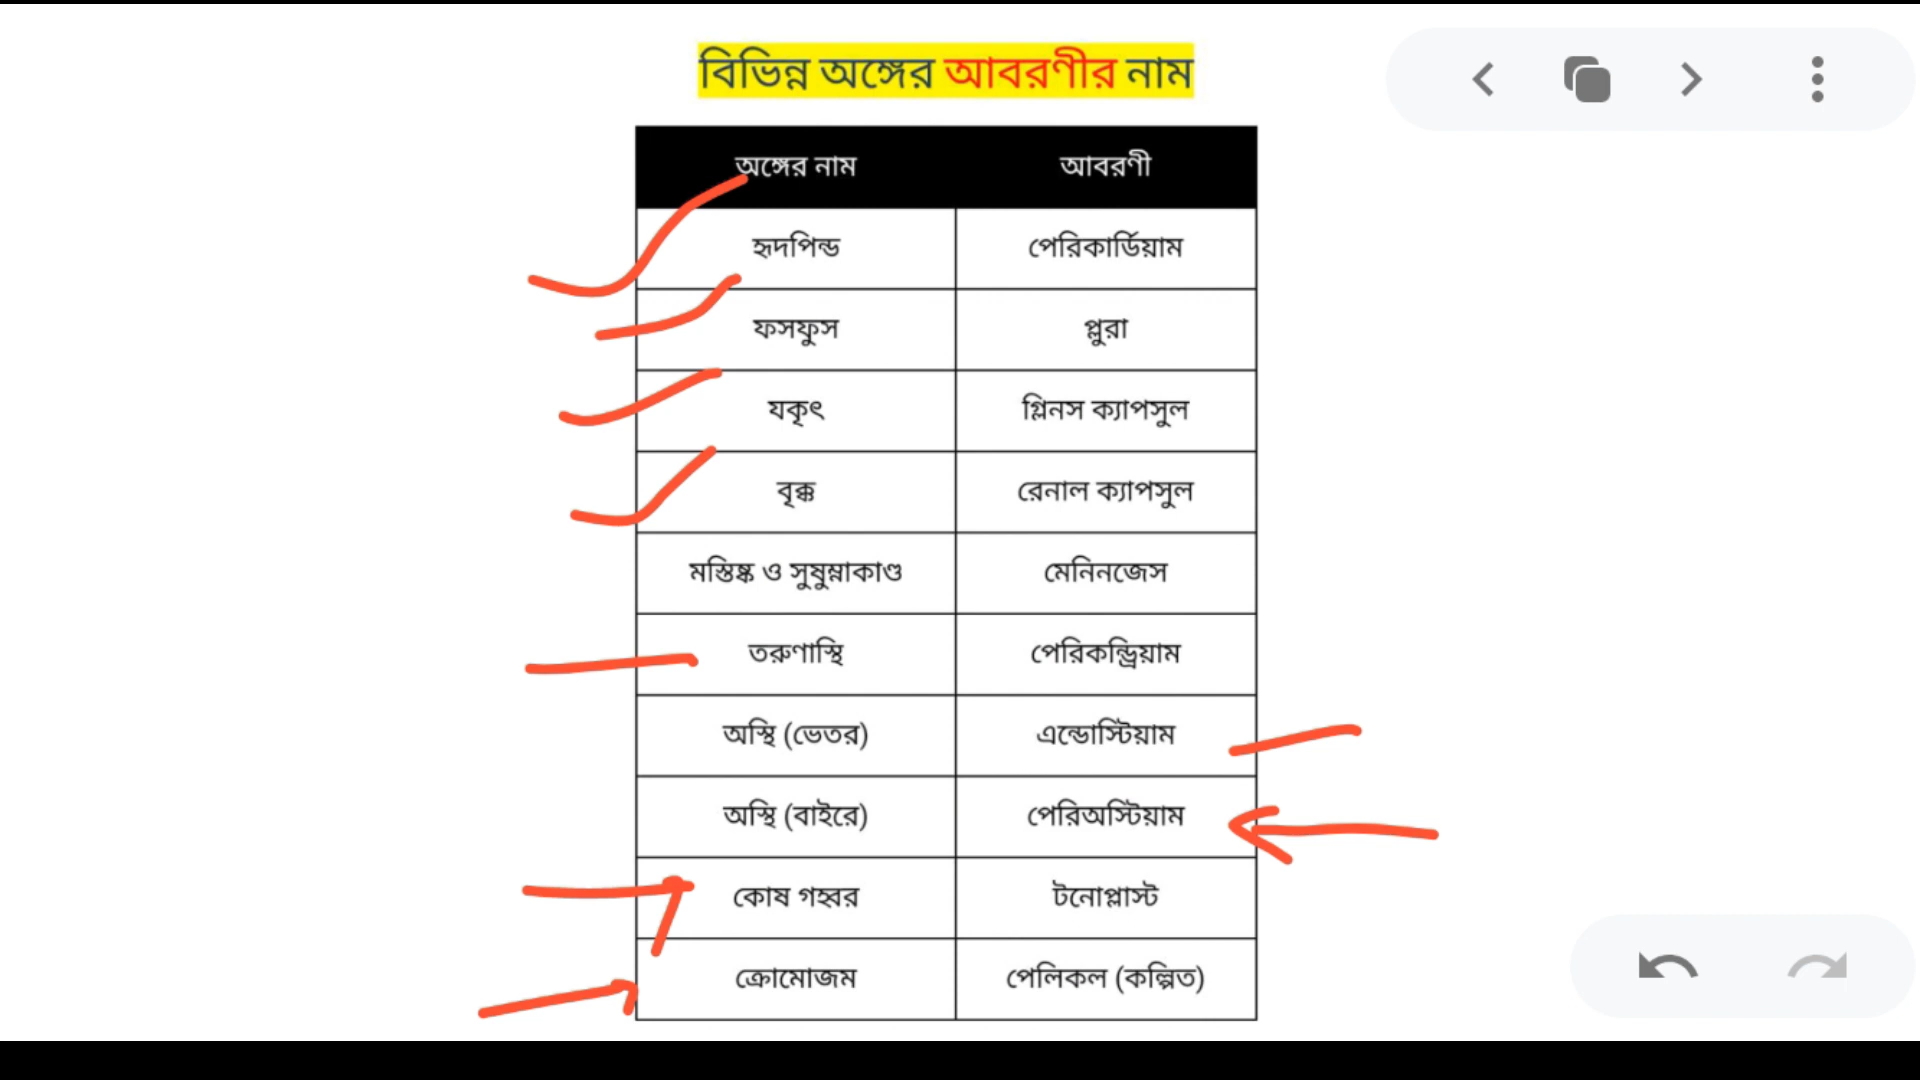 বিভিন্ন অঙ্গের আবরণীর নাম
অঙ্গের নাম আবরণী
হৃদপিন্ড পেরিকার্ডিয়াম
ফসফুস প্লুরা
যকৃৎ গ্লিনস ক্যাপসুল
বৃক্ক রেনাল ক্যাপসুল
মস্তিষ্ক ও সুষুম্নাকাণ্ড মেনিনজেস
তরুণাস্থি পেরিকন্ড্রিয়াম
অস্থি (ভেতর) এন্ডোস্টিয়াম
অস্থি (বাইরে) পেরিঅস্টিয়াম
কোষ গহ্বর টনোপ্লাস্ট
ক্রোমোজম পেলিকল (কল্পিত)